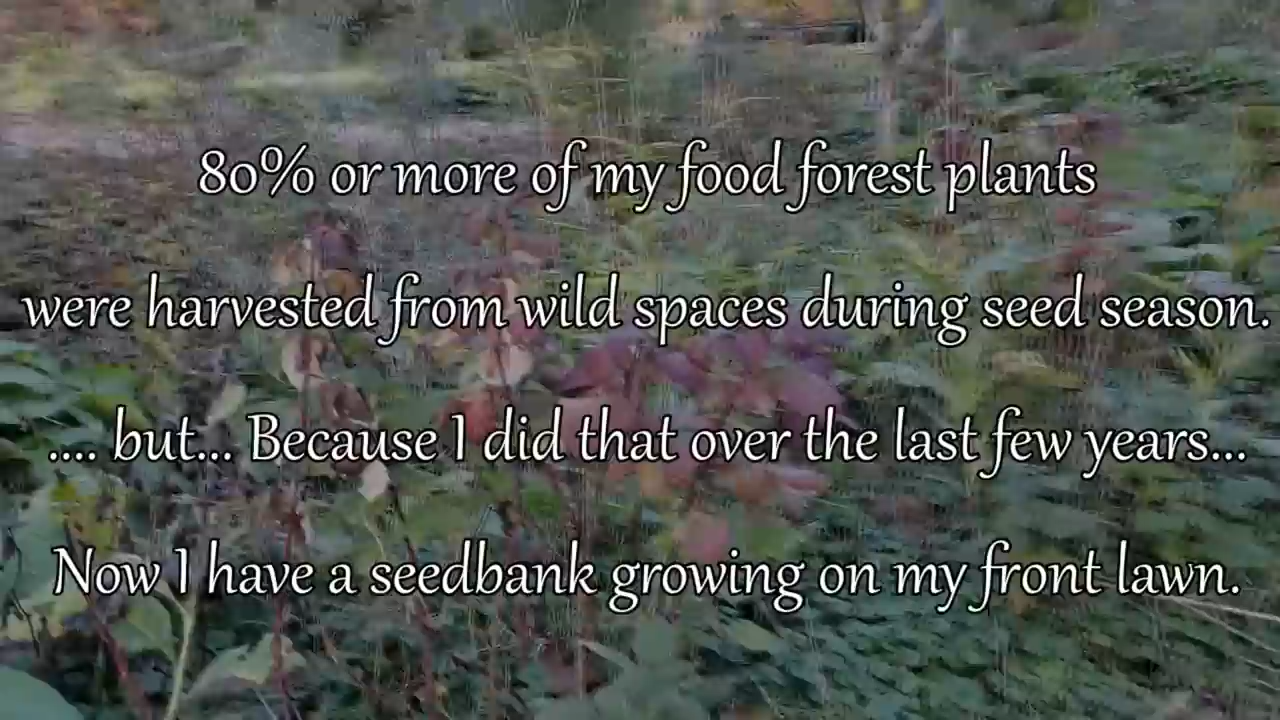 80% or more of my food forest plants
were harvested from wild spaces during seed season.
.... but... Because I did that over the last few years...
Now I have a seedbank growing on my front lawn.